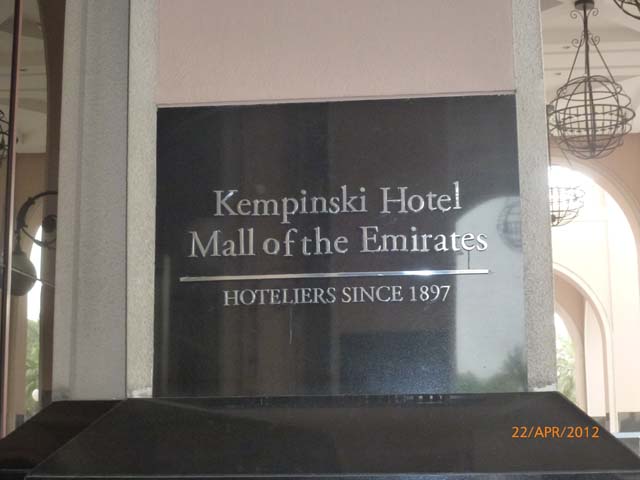 Kempinski Hotel
Mall of the Emirates
HOTELIERS SINCE 1897
22/APR/2012